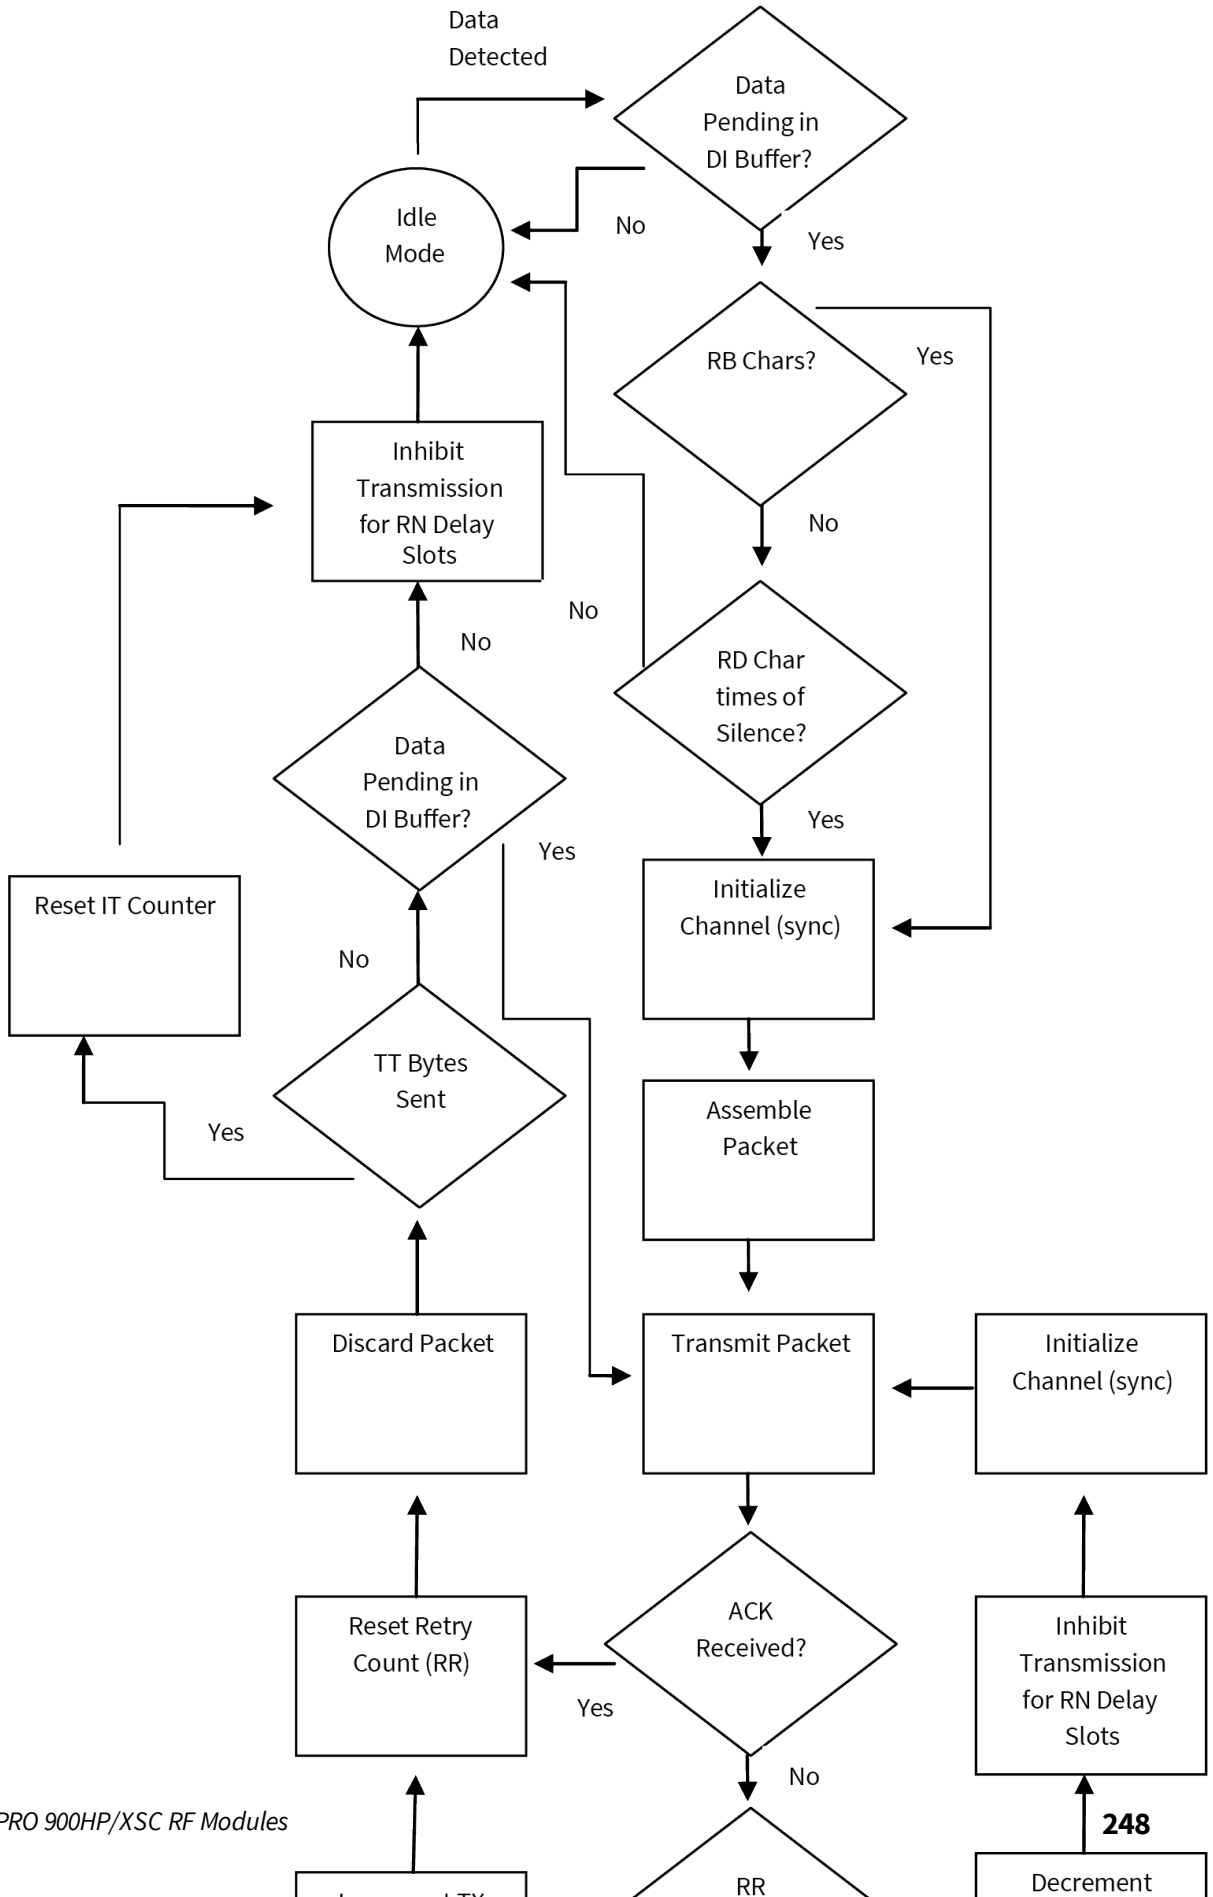 Data
Detected
Data
Pending in
DI Buffer?
Idle
Mode
No
Yes
RB Chars?
Yes
Inhibit
Transmission
for RN Delay
Slots
No
No
No
RD Char
times of
Silence?
Data
Pending in
DI Buffer?
Yes
Yes
Reset IT Counter
Initialize
Channel (sync)
No
TT Bytes
Sent
Yes
Assemble
Packet
Discard Packet
Transmit Packet
Initialize
Channel (sync)
Reset Retry
Count (RR)
ACK
Received?
Inhibit
Transmission
for RN Delay
Slots
Yes
No
PRO 900HP/XSC RF Modules
248
RR
Decrement